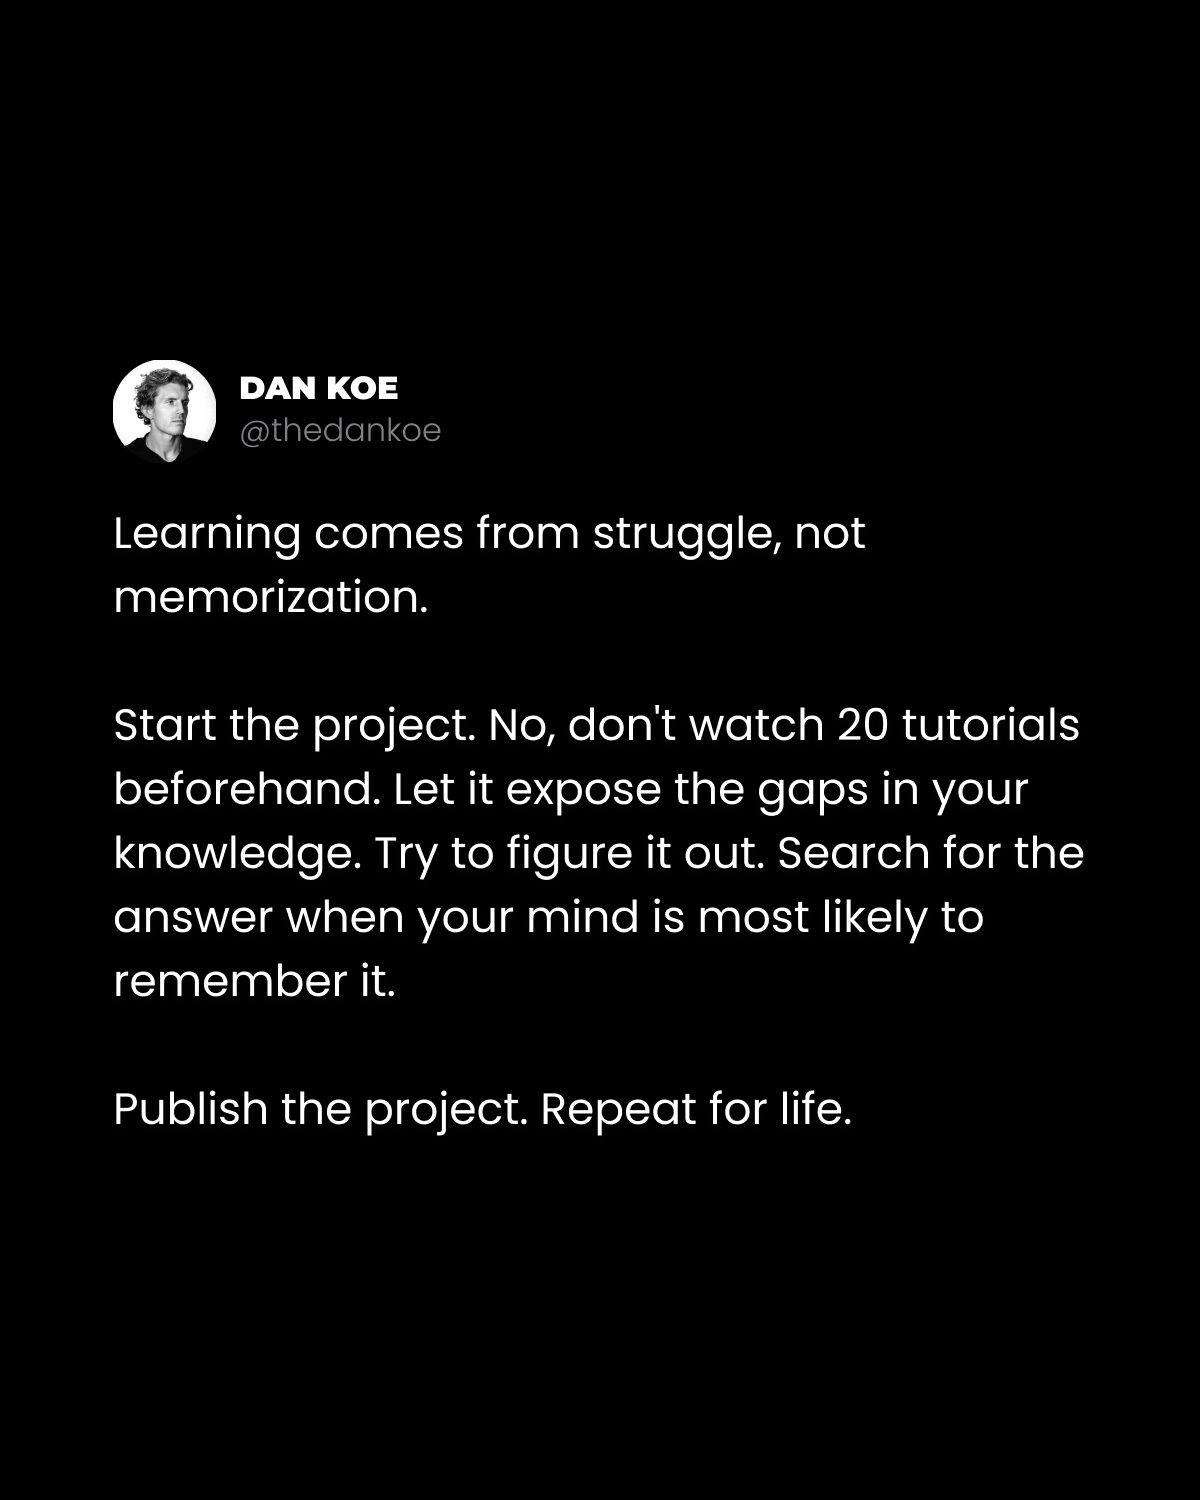 DAN KOE
@thedankoe
Learning comes from struggle, not
memorization.
Start the project. No, don't watch 20 tutorials
beforehand. Let it expose the gaps in your
knowledge. Try to figure it out. Search for the
answer when your mind is most likely to
remember it.
Publish the project. Repeat for life.